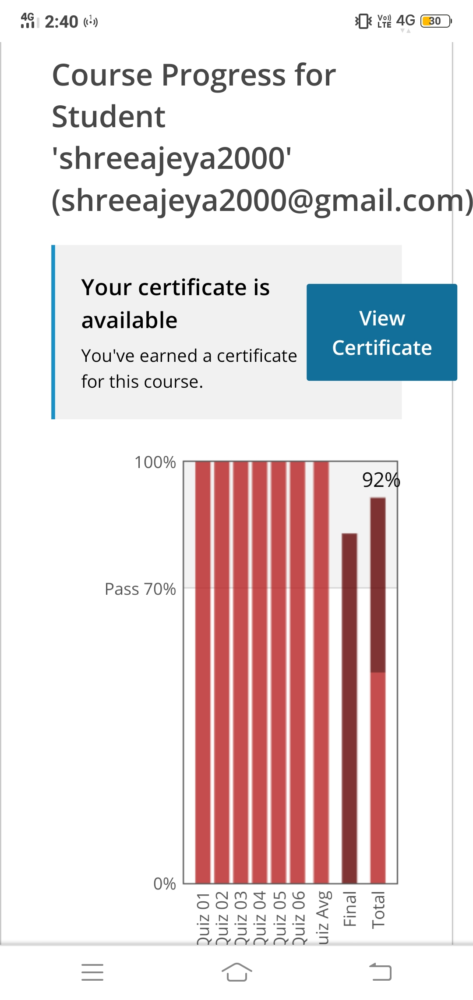 4G 2:40 1 Vo)) LTE 4G 30
Course Progress for
Student
'shreeajeya2000'
(shreeajeya2000@gmail.com)
Your certificate is
available
You've earned a certificate
for this course.
View
Certificate
100%
92%
Pass 70%
0%
Quiz 01
Quiz 02
Quiz 03
Quiz 04
Quiz 05
Quiz 06
uiz Avg
Final
Total